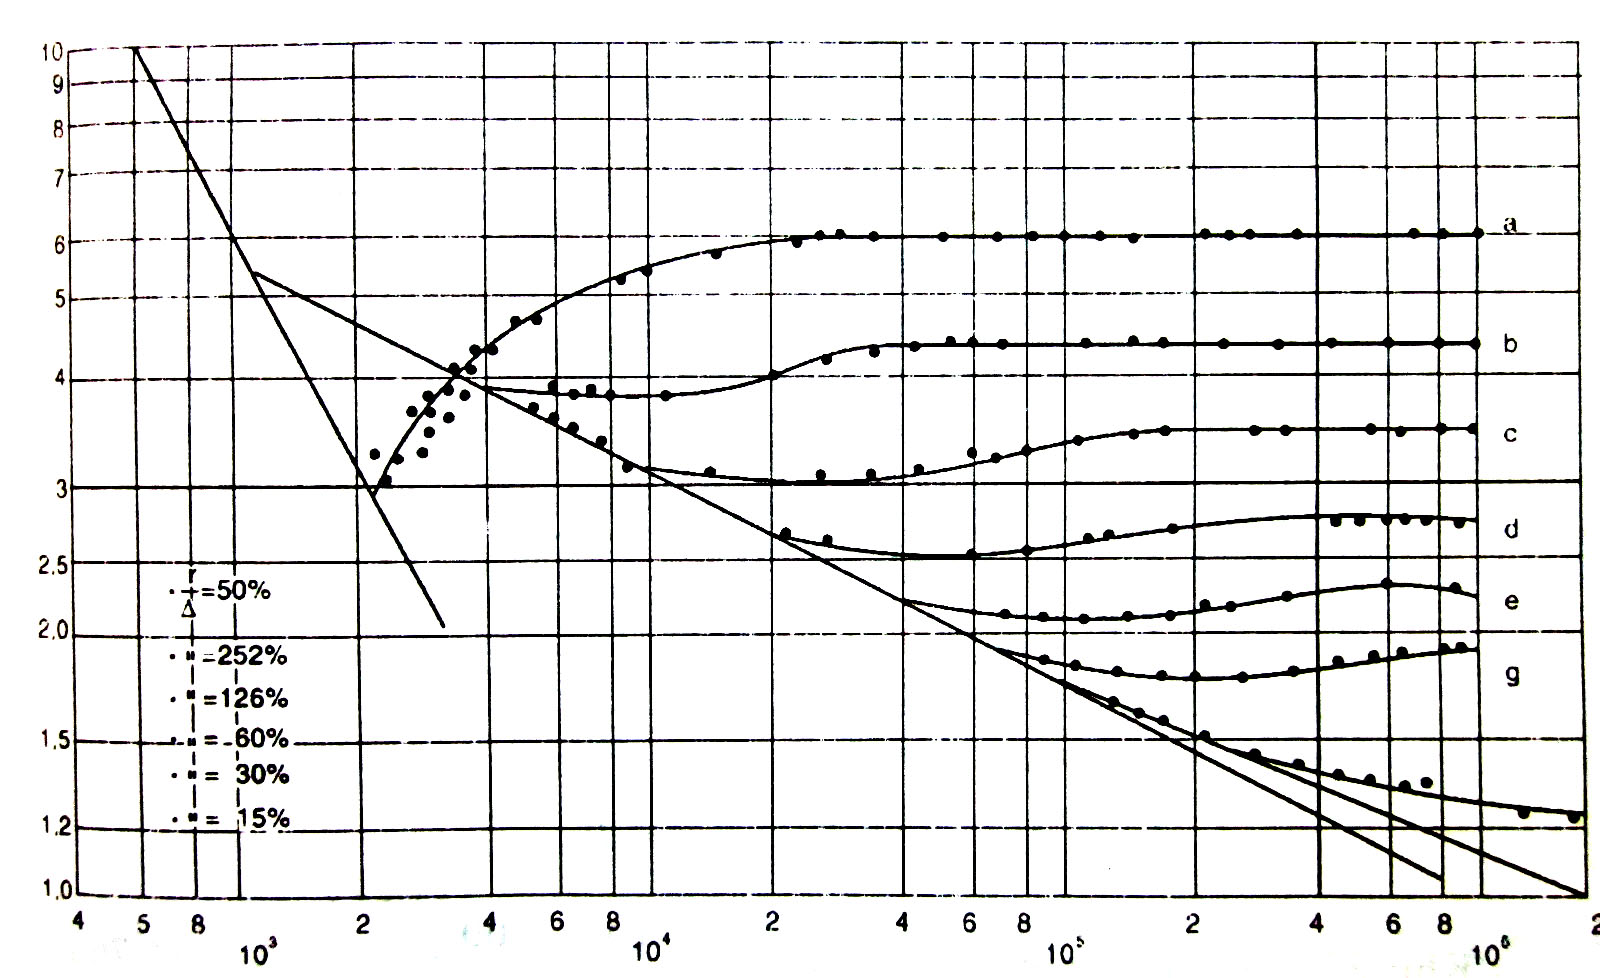 10
9
8
7
6
5
4
3
2.5
2.0
1.5
1.2
1.0
a
b
c
d
e
g
r/Δ=50%
"=252%
"=126%
"= 60%
"= 30%
"= 15%
4 5 8 2 4 6 8 2 4 6 8 2 4 6 8 2
10³ 10⁴ 10⁵ 10⁶